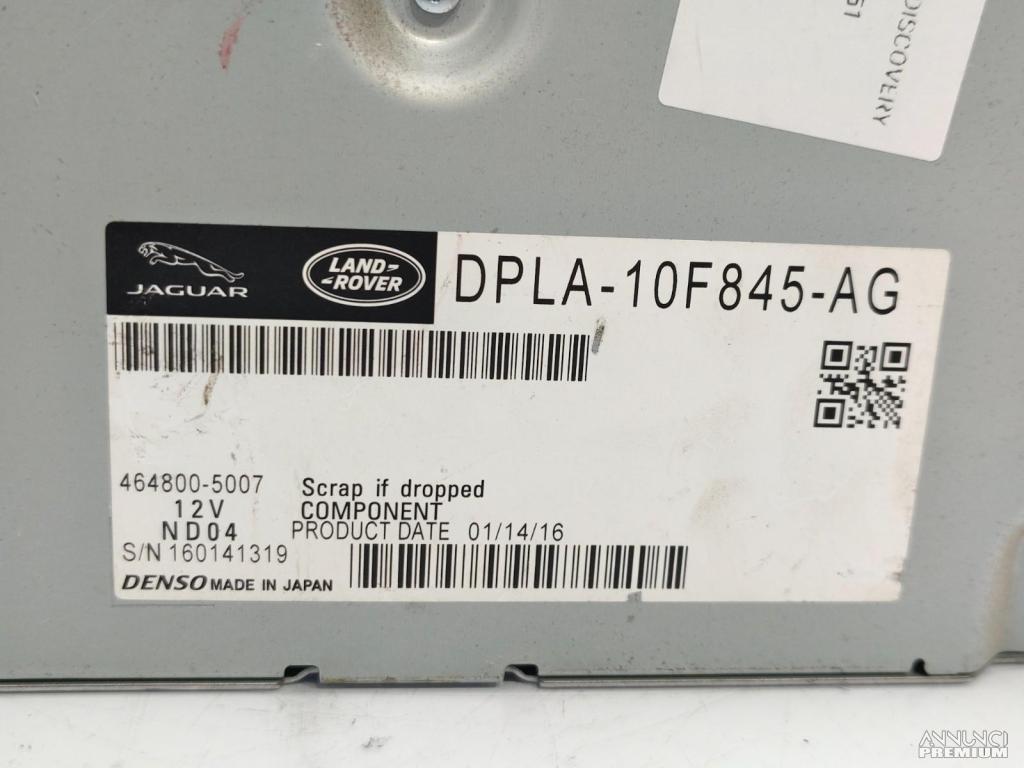 DISCOVERY
51
JAGUAR
LAND-
-ROVER
DPLA-10F845-AG
464800-5007
Scrap if dropped
12V
COMPONENT
ND04
PRODUCT DATE 01/14/16
S/N 160141319
DENSO MADE IN JAPAN
ANNUNCI
PREMIUM